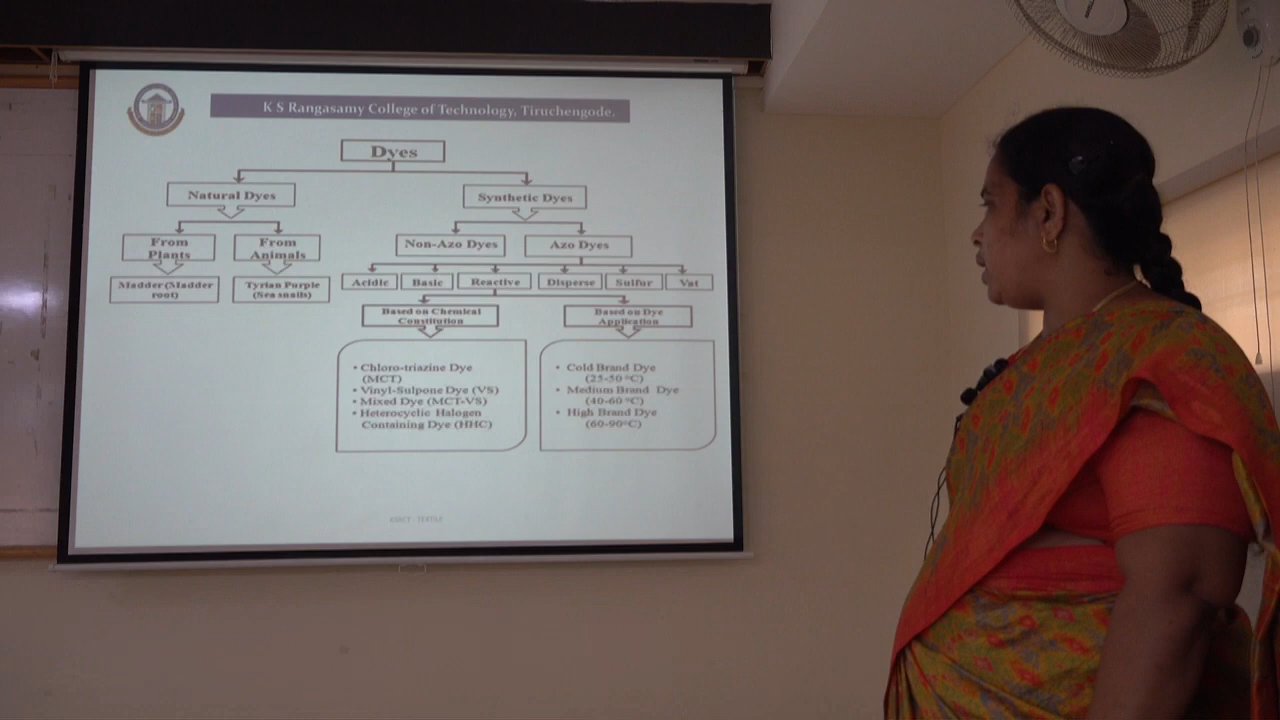 K S Rangasamy College of Technology, Tiruchengode.
Dyes
Natural Dyes
Synthetic Dyes
From
Plants
From
Animals
Non-Azo Dyes
Azo Dyes
Madder (Madder
root)
Tyrian Purple
(Sea snails)
Acidic
Basic
Reactive
Disperse
Sulfur
Vat
Based on Chemical
Constitution
Based on Dye
Application
• Chloro-triazine Dye
(MCT)
• Vinyl-Sulpone Dye (VS)
• Mixed Dye (MCT-VS)
• Heterocyclic Halogen
Containing Dye (HHC)
• Cold Brand Dye
(25-50 °C)
• Medium Brand Dye
(40-60 °C)
• High Brand Dye
(60-90°C)
KSRCT - TEXTILE